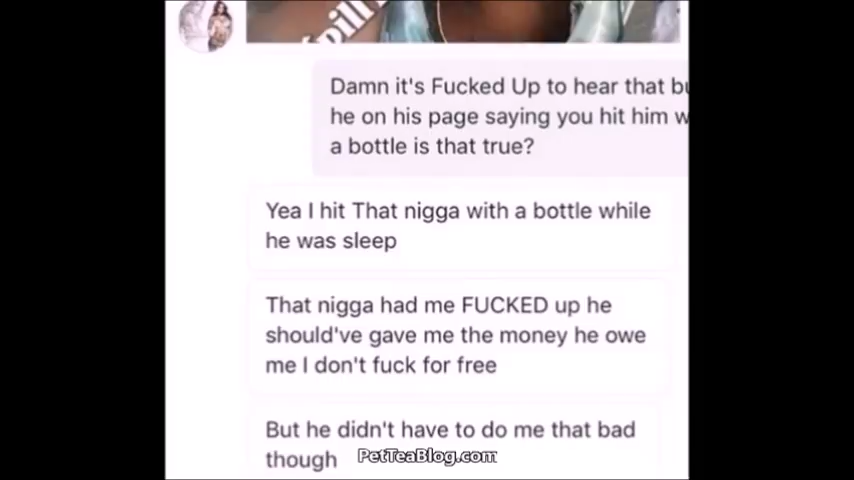 spill
Damn it's Fucked Up to hear that
he on his page saying you hit him
a bottle is that true?
Yea I hit That nigga with a bottle while
he was sleep
That nigga had me FUCKED up he
should've gave me the money he owe
me I don't fuck for free
But he didn't have to do me that bad
though
PetTeaBlog.com